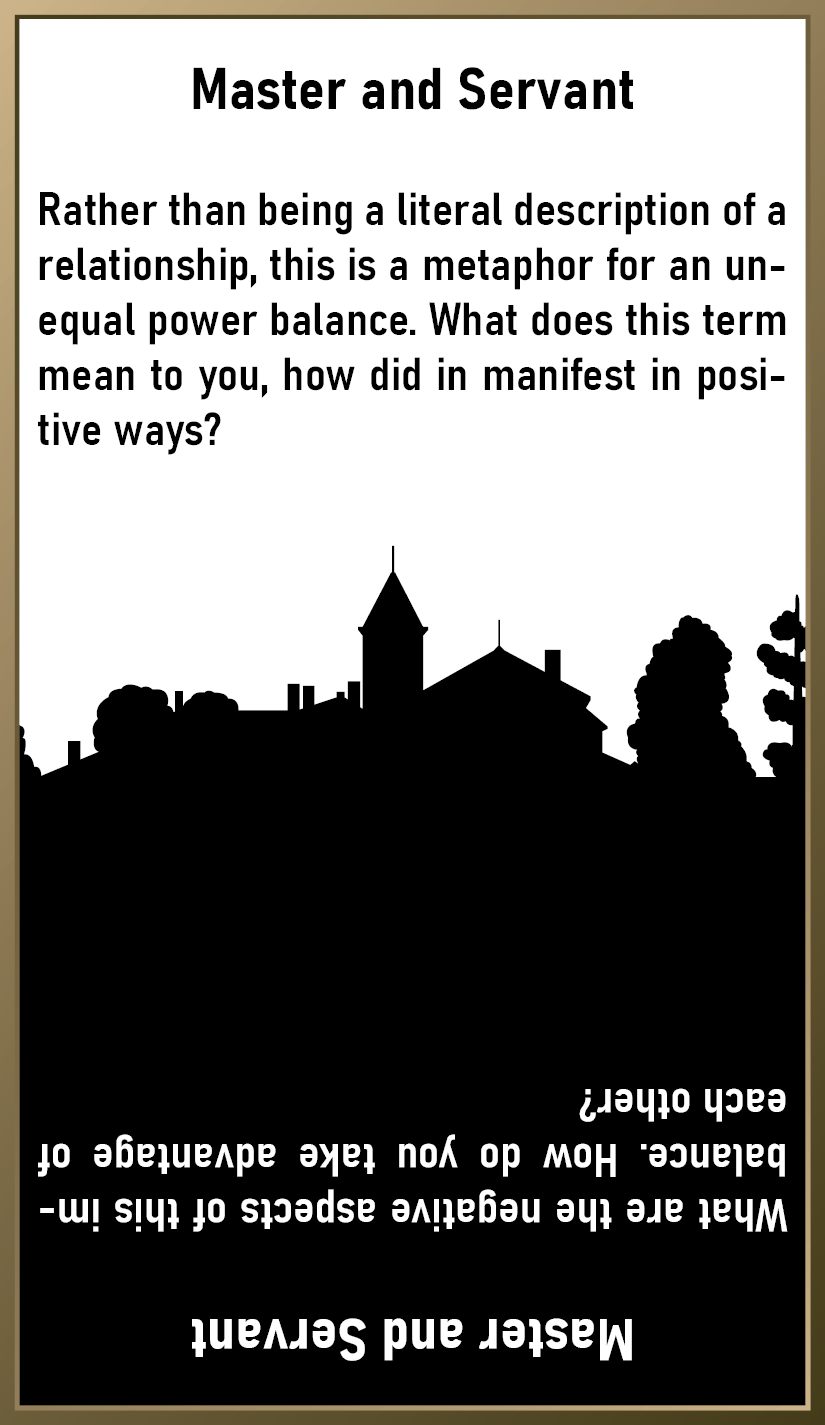 Master and Servant
Rather than being a literal description of a
relationship, this is a metaphor for an un-
equal power balance. What does this term
mean to you, how did in manifest in posi-
tive ways?
Master and Servant
What are the negative aspects of this im-
balance. How do you take advantage of
each other?